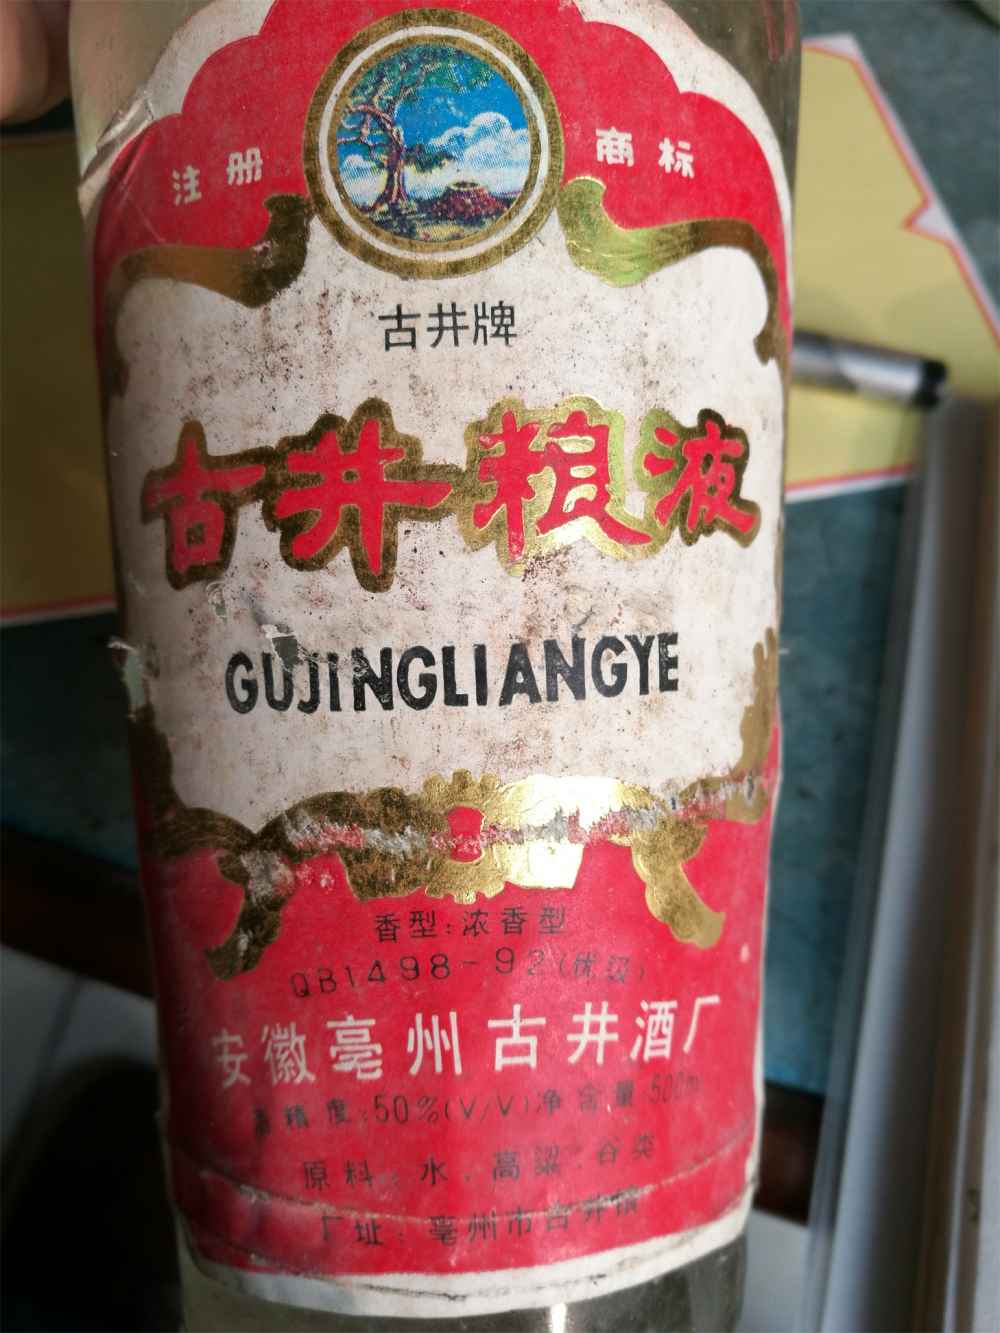 注册 商标
古井牌
古井粮液
GUJINGLIANGYE
香型:浓香型
QB1498-92(优级)
安徽亳州古井酒厂
酒精度:50%(V/V)净含量500ml
原料:水.高粱.谷类
厂址:亳州市古井镇